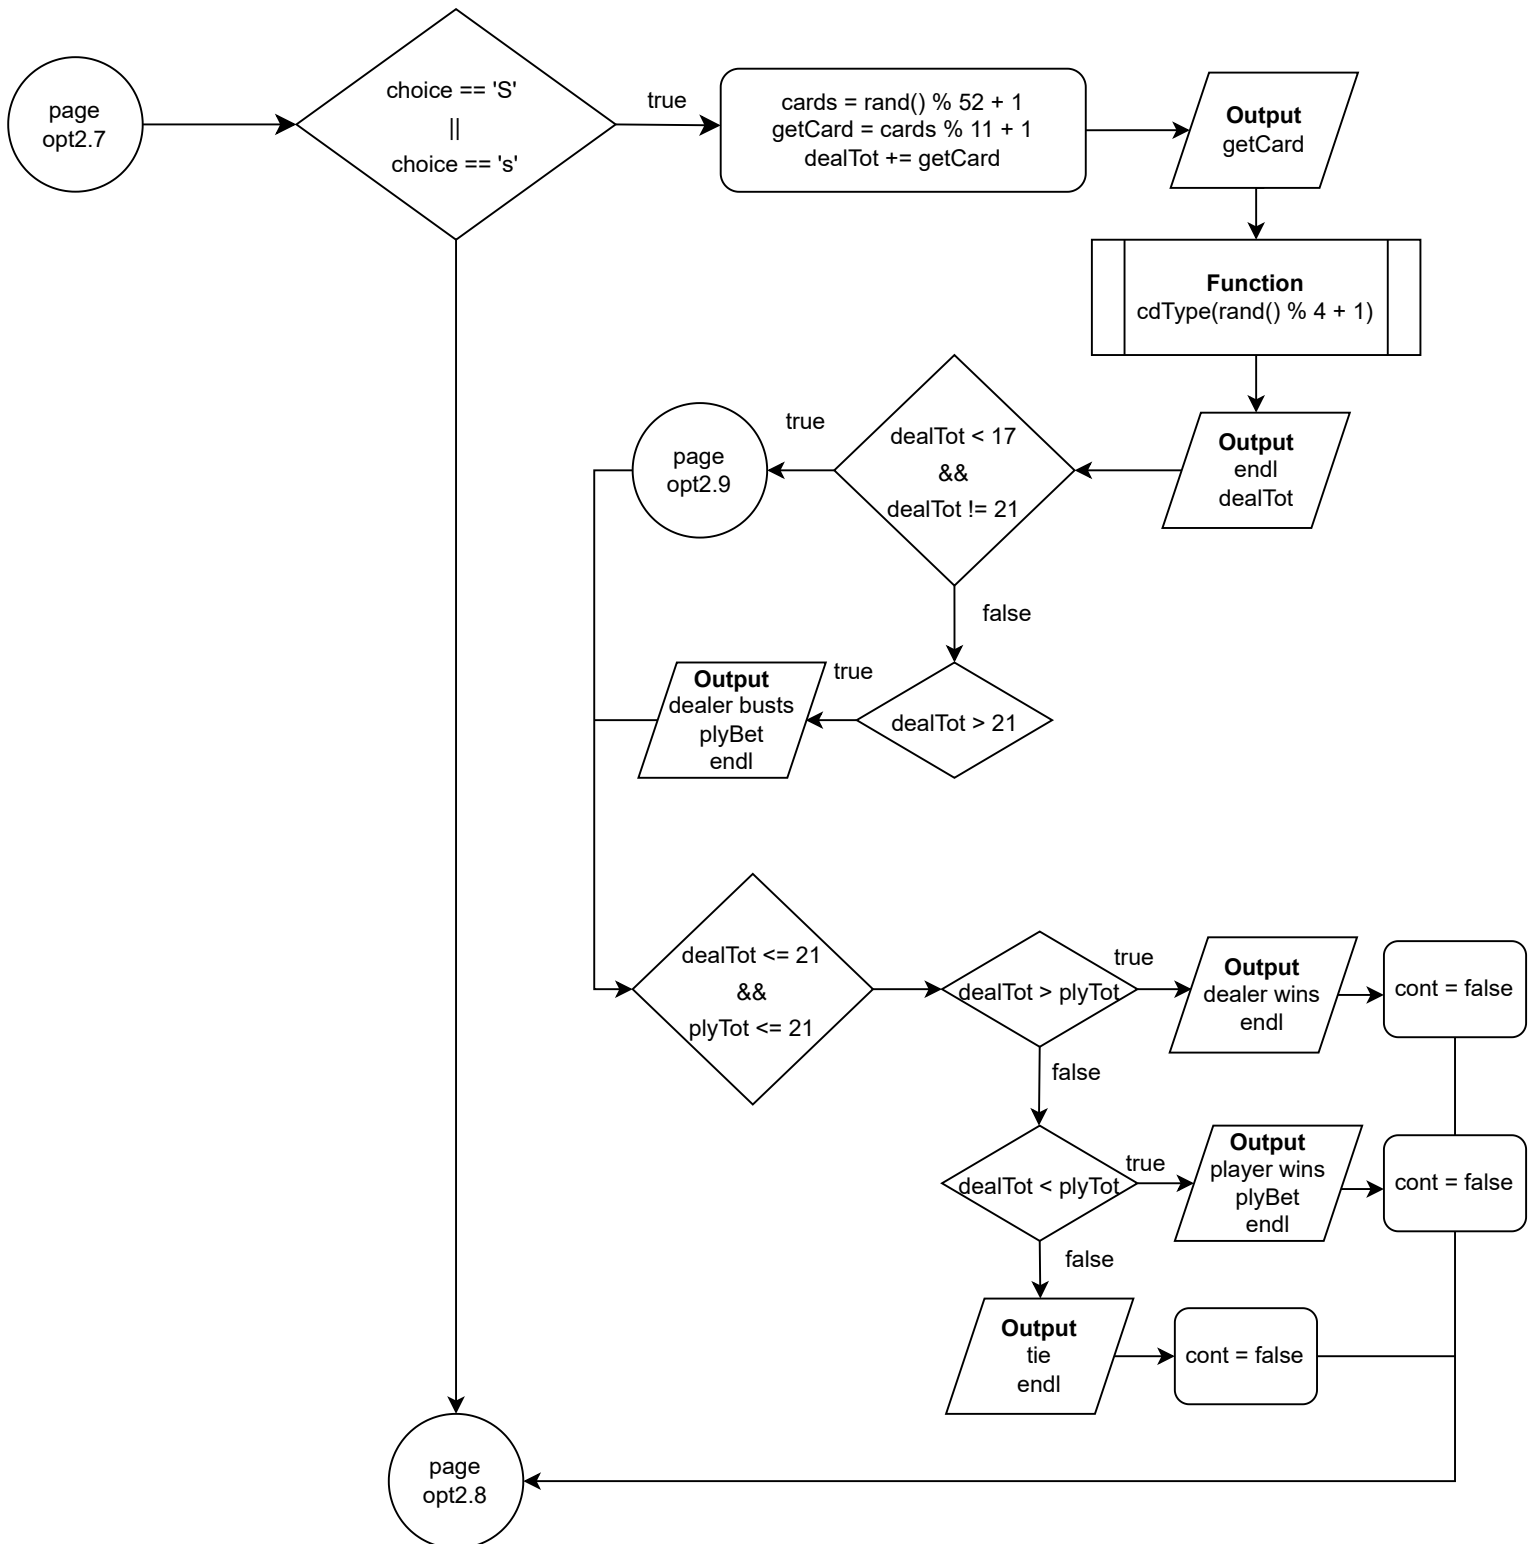 page
opt2.7
choice == 'S'
||
choice == 's'
true
cards = rand() % 52 + 1
getCard = cards % 11 + 1
dealTot += getCard
Output
getCard
Function
cdType(rand() % 4 + 1)
Output
endl
dealTot
dealTot < 17
&&
dealTot != 21
true
page
opt2.9
false
dealTot > 21
true
Output
dealer busts
plyBet
endl
dealTot <= 21
&&
plyTot <= 21
dealTot > plyTot
true
Output
dealer wins
endl
cont = false
false
dealTot < plyTot
true
Output
player wins
plyBet
endl
cont = false
false
Output
tie
endl
cont = false
page
opt2.8